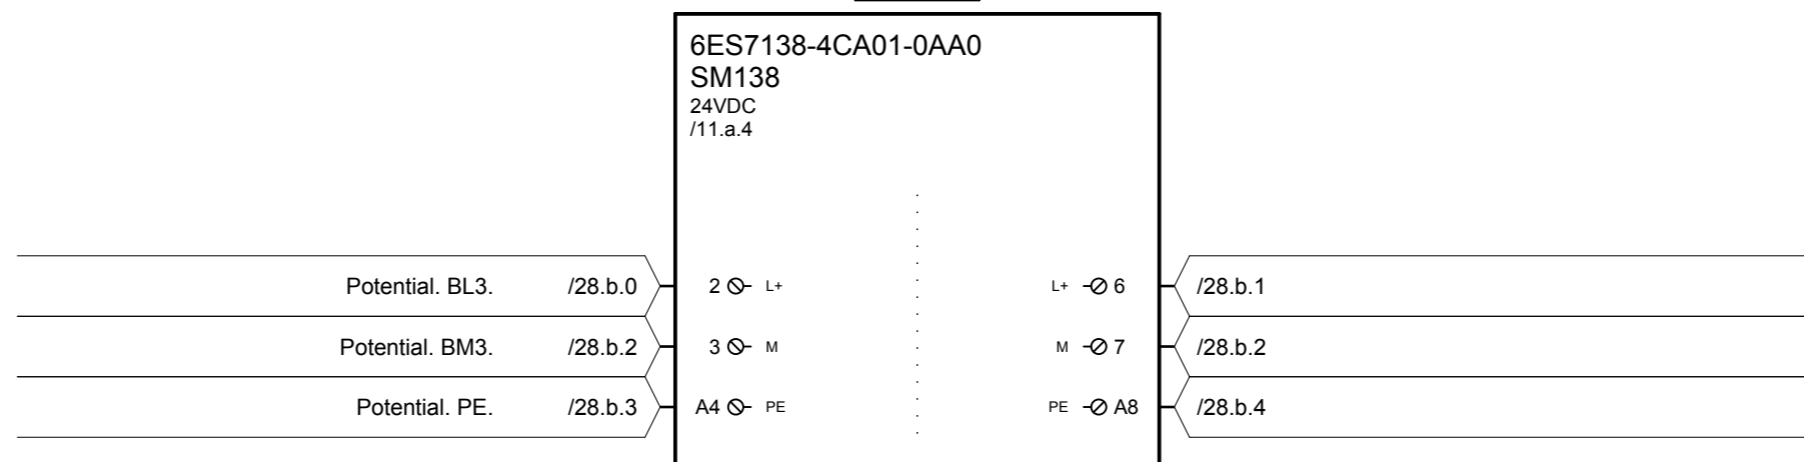 6ES7138-4CA01-0AA0
SM138
24VDC
/11.a.4
Potential. BL3. /28.b.0 2 L+ L+ 6 /28.b.1
Potential. BM3. /28.b.2 3 M M 7 /28.b.2
Potential. PE. /28.b.3 A4 PE PE A8 /28.b.4